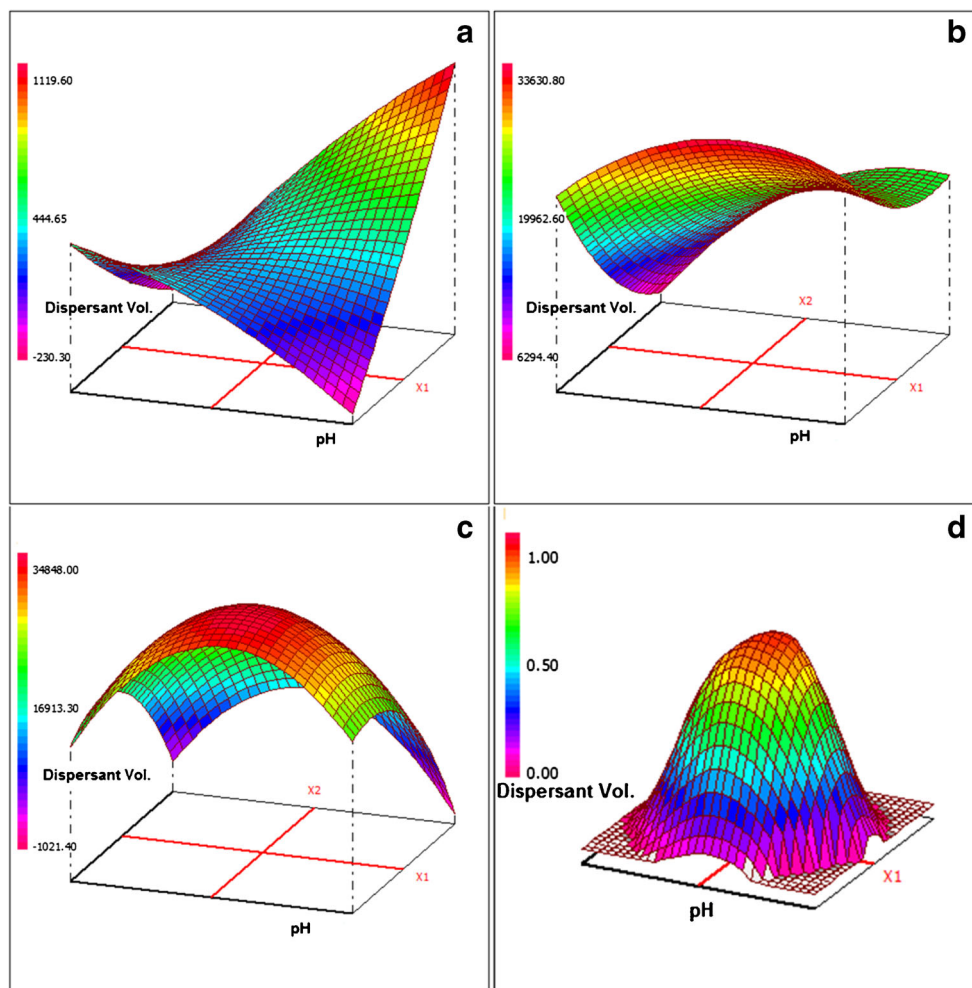 a
1119.60
444.65
Dispersant Vol.
-230.30
X1
pH
b
33630.80
19962.60
Dispersant Vol.
X2
6294.40
X1
pH
c
34848.00
16913.30
Dispersant Vol.
X2
-1021.40
X1
pH
d
1.00
0.50
0.00
Dispersant Vol.
X1
pH